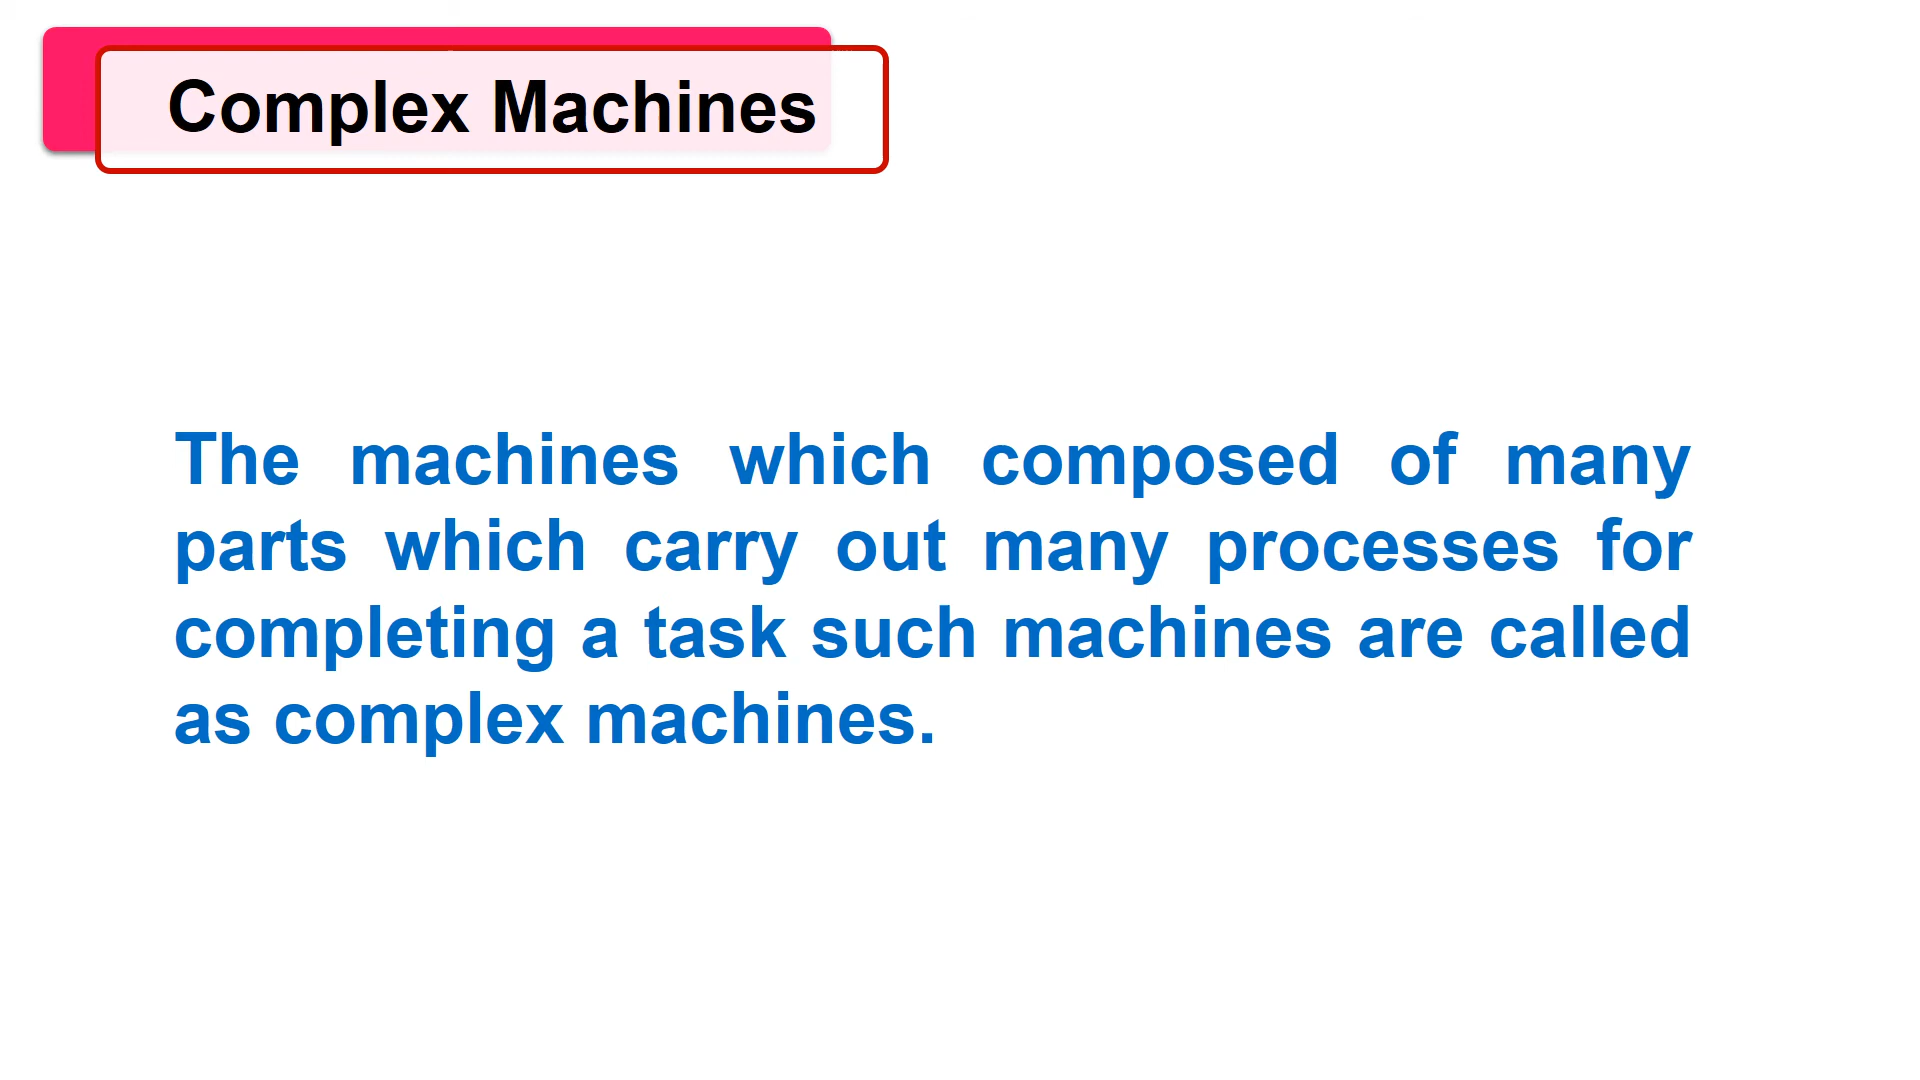 Complex Machines
The machines which composed of many
parts which carry out many processes for
completing a task such machines are called
as complex machines.